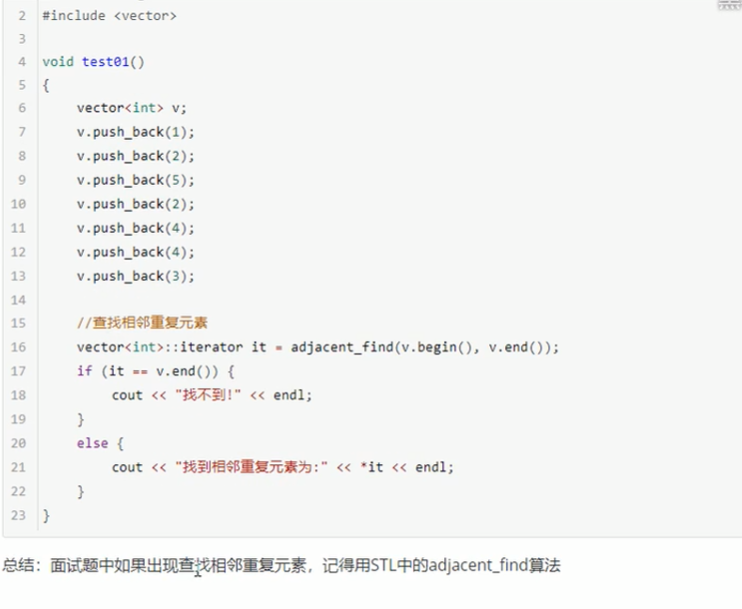 2 #include <vector>
3
4 void test01()
5 {
6     vector<int> v;
7     v.push_back(1);
8     v.push_back(2);
9     v.push_back(5);
10     v.push_back(2);
11     v.push_back(4);
12     v.push_back(4);
13     v.push_back(3);
14
15     //查找相邻重复元素
16     vector<int>::iterator it = adjacent_find(v.begin(), v.end());
17     if (it == v.end()) {
18         cout << "找不到!" << endl;
19     }
20     else {
21         cout << "找到相邻重复元素为:" << *it << endl;
22     }
23 }
总结：面试题中如果出现查找相邻重复元素，记得用STL中的adjacent_find算法